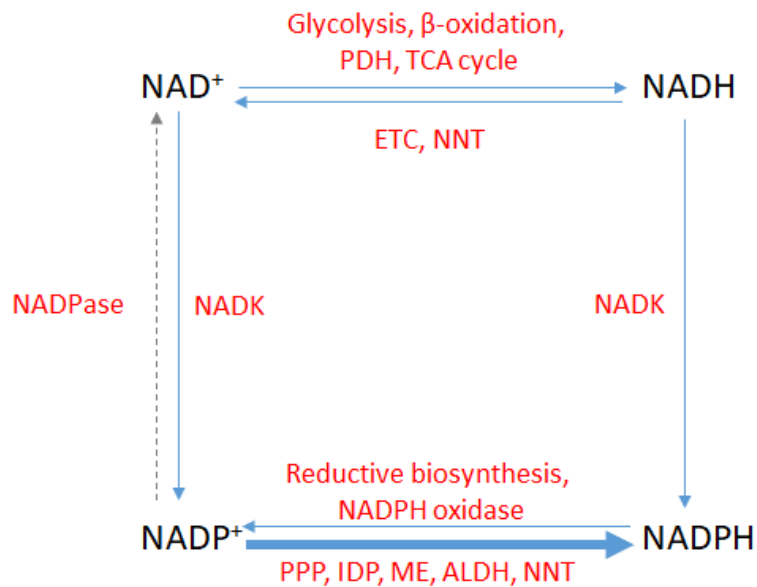 Glycolysis, β-oxidation,
PDH, TCA cycle
NAD⁺ NADH
ETC, NNT
NADPase NADK NADK
Reductive biosynthesis,
NADPH oxidase
NADP⁺ NADPH
PPP, IDP, ME, ALDH, NNT